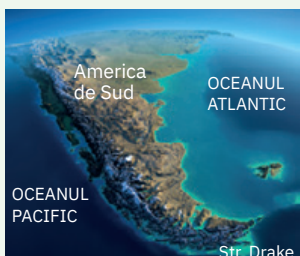 America
de Sud
OCEANUL
ATLANTIC
OCEANUL
PACIFIC
Str. Drake